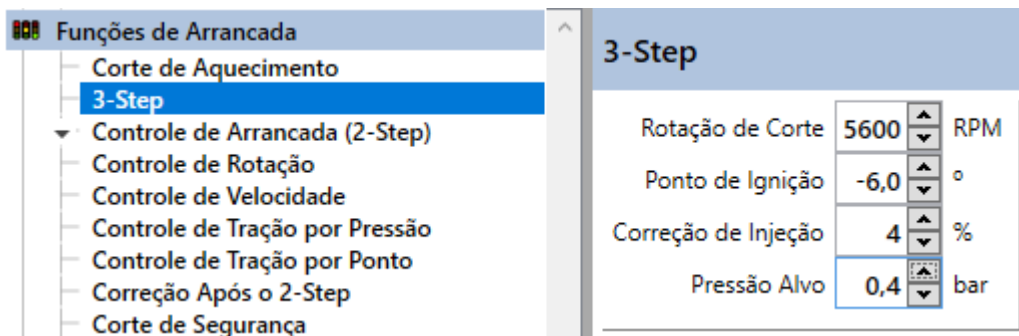 Funções de Arrancada
Corte de Aquecimento
3-Step
Controle de Arrancada (2-Step)
Controle de Rotação
Controle de Velocidade
Controle de Tração por Pressão
Controle de Tração por Ponto
Correção Após o 2-Step
Corte de Segurança
3-Step
Rotação de Corte 5600 RPM
Ponto de Ignição -6,0 º
Correção de Injeção 4 %
Pressão Alvo 0,4 bar